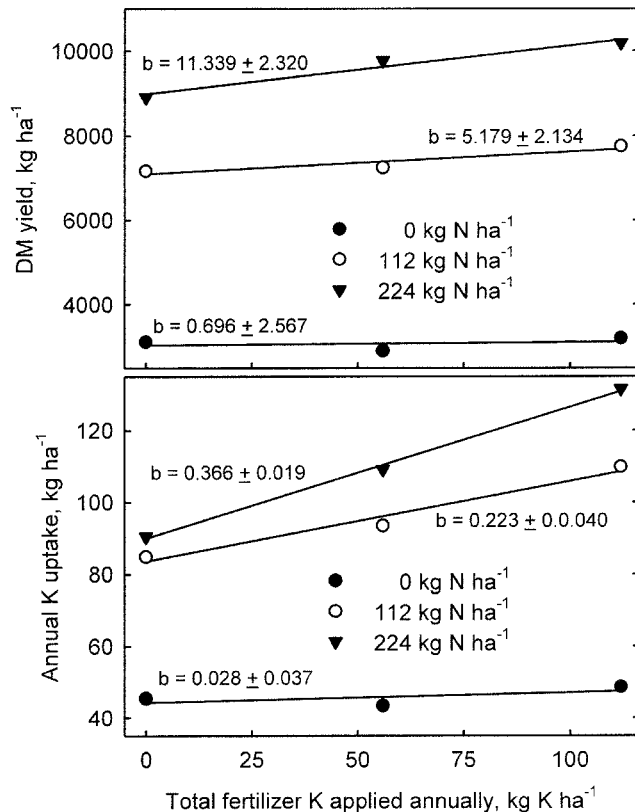 10000
8000
6000
4000
DM yield, kg ha-1
b = 11.339 ± 2.320
b = 5.179 ± 2.134
0 kg N ha-1
112 kg N ha-1
224 kg N ha-1
b = 0.696 ± 2.567
120
100
80
60
40
Annual K uptake, kg ha-1
b = 0.366 ± 0.019
b = 0.223 ± 0.0.040
0 kg N ha-1
112 kg N ha-1
224 kg N ha-1
b = 0.028 ± 0.037
0 25 50 75 100
Total fertilizer K applied annually, kg K ha-1